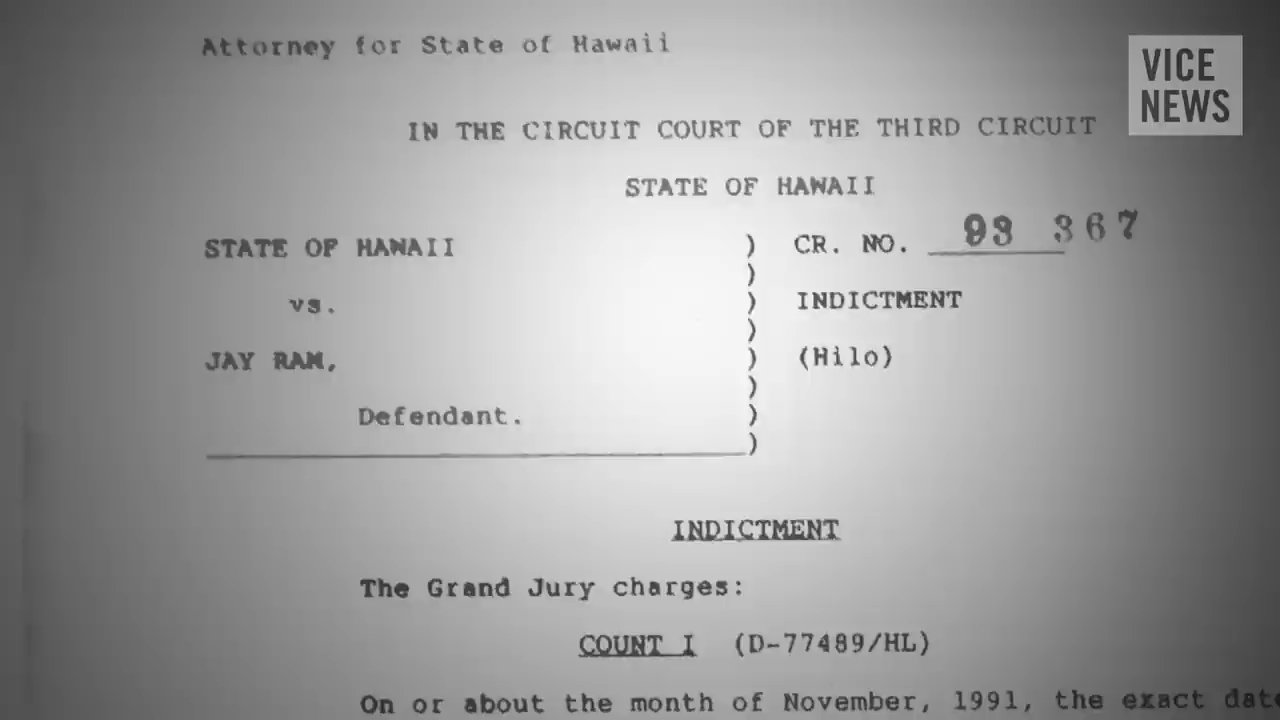 Attorney for State of Hawaii
VICE
NEWS
IN THE CIRCUIT COURT OF THE THIRD CIRCUIT
STATE OF HAWAII
STATE OF HAWAII ) CR. NO. 93 367
)
vs. ) INDICTMENT
)
JAY RAM, ) (Hilo)
)
Defendant. )
)
INDICTMENT
The Grand Jury charges:
COUNT I (D-77489/HL)
On or about the month of November, 1991, the exact date